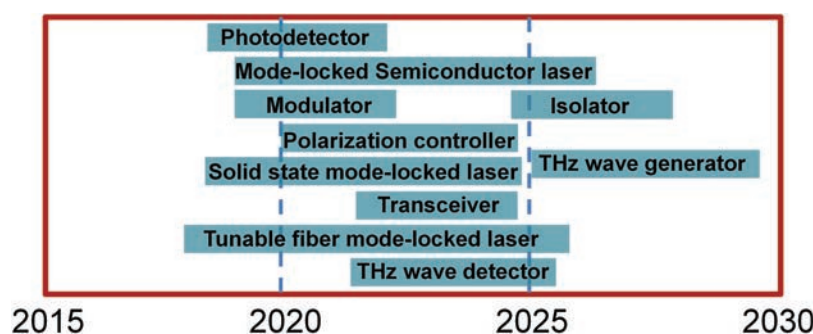 Photodetector
Mode-locked Semiconductor laser
Modulator
Isolator
Polarization controller
THz wave generator
Solid state mode-locked laser
Transceiver
Tunable fiber mode-locked laser
THz wave detector
2015
2020
2025
2030